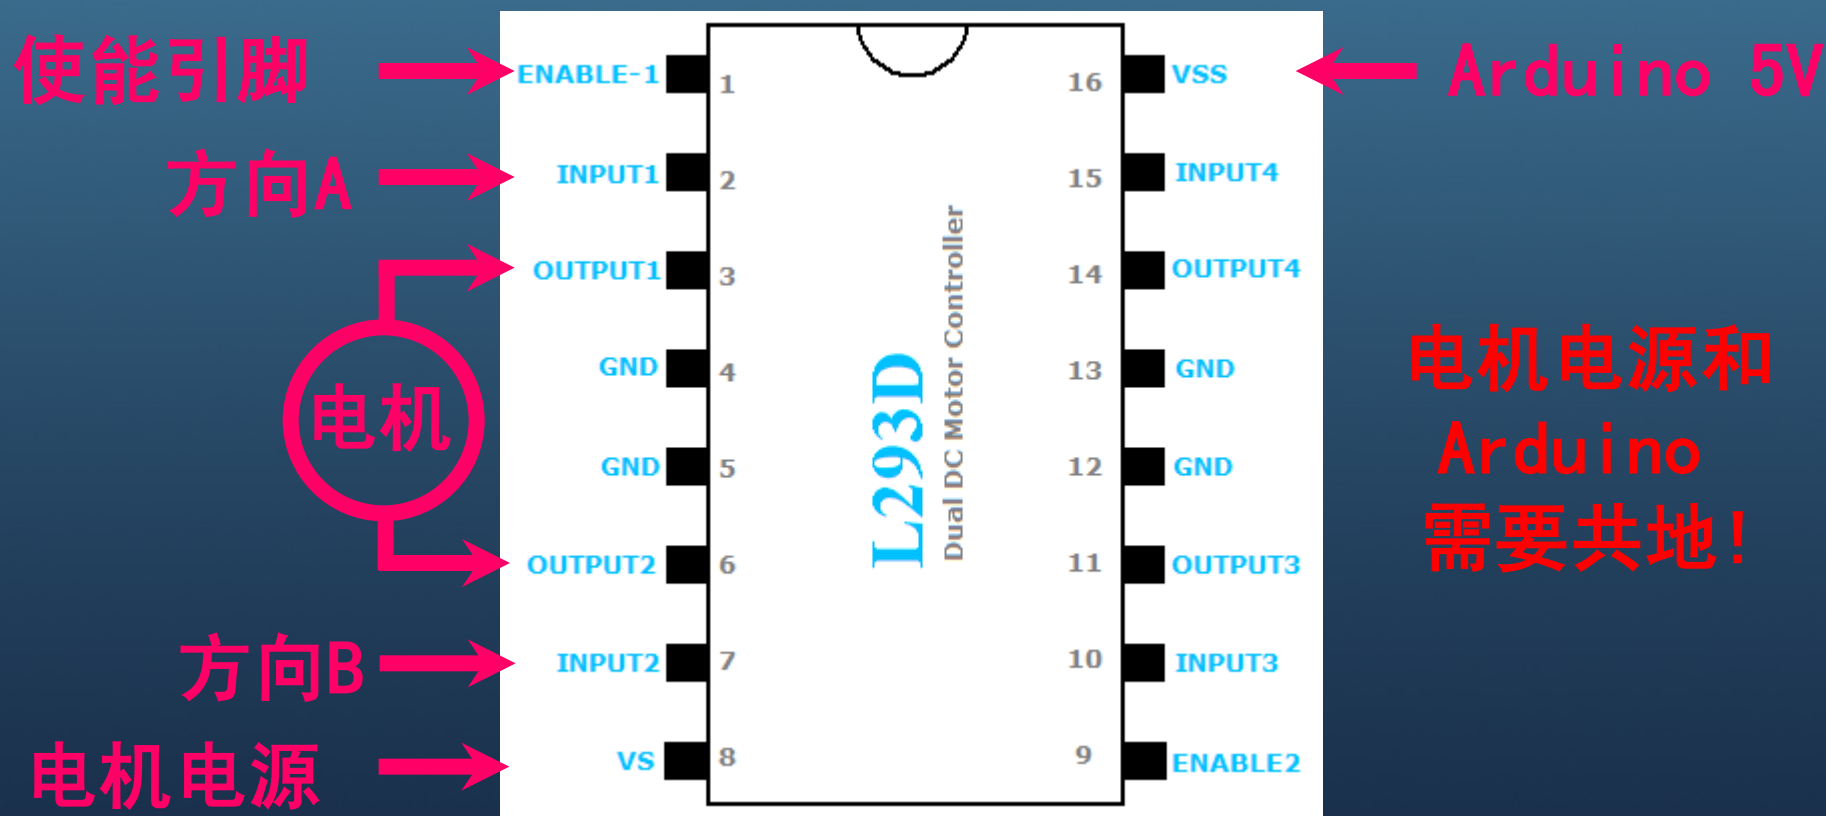 使能引脚
ENABLE-1
1
16
VSS
Arduino 5V
方向A
INPUT1
2
15
INPUT4
OUTPUT1
3
14
OUTPUT4
GND
4
13
GND
电机
GND
5
12
GND
OUTPUT2
6
11
OUTPUT3
方向B
INPUT2
7
10
INPUT3
电机电源
VS
8
9
ENABLE2
L293D
Dual DC Motor Controller
电机电源和
Arduino
需要共地!